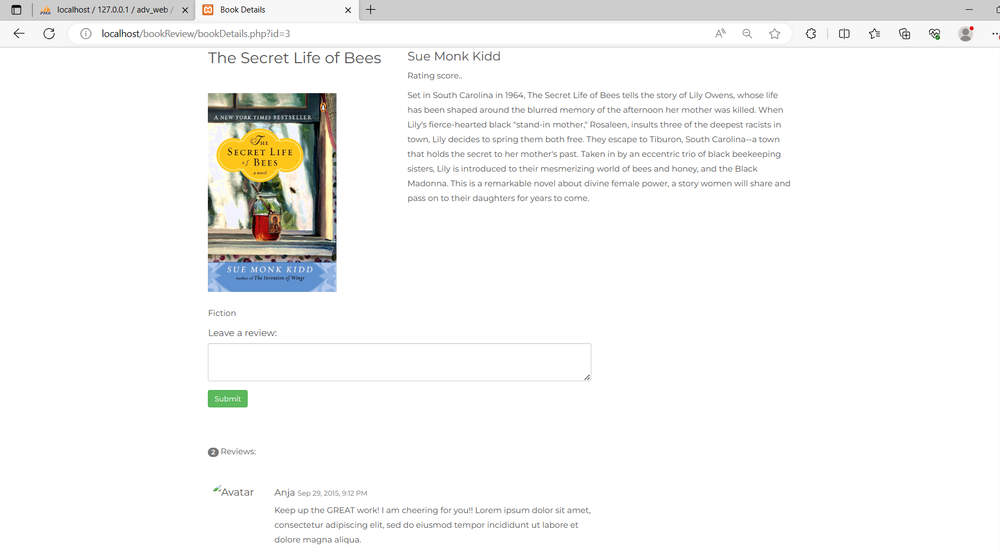 PMA localhost / 127.0.0.1 / adv_web /
Book Details
localhost/bookReview/bookDetails.php?id=3
The Secret Life of Bees
A NEW YORK TIMES BESTSELLER
THE
SECRET LIFE
of BEES
a novel
SUE MONK KIDD
Author of The Invention of Wings
Fiction
Sue Monk Kidd
Rating score..
Set in South Carolina in 1964, The Secret Life of Bees tells the story of Lily Owens, whose life
has been shaped around the blurred memory of the afternoon her mother was killed. When
Lily's fierce-hearted black "stand-in mother," Rosaleen, insults three of the deepest racists in
town, Lily decides to spring them both free. They escape to Tiburon, South Carolina--a town
that holds the secret to her mother's past. Taken in by an eccentric trio of black beekeeping
sisters, Lily is introduced to their mesmerizing world of bees and honey, and the Black
Madonna. This is a remarkable novel about divine female power, a story women will share and
pass on to their daughters for years to come.
Leave a review:
Submit
2 Reviews:
Avatar
Anja Sep 29, 2015, 9:12 PM
Keep up the GREAT work! I am cheering for you!! Lorem ipsum dolor sit amet,
consectetur adipiscing elit, sed do eiusmod tempor incididunt ut labore et
dolore magna aliqua.